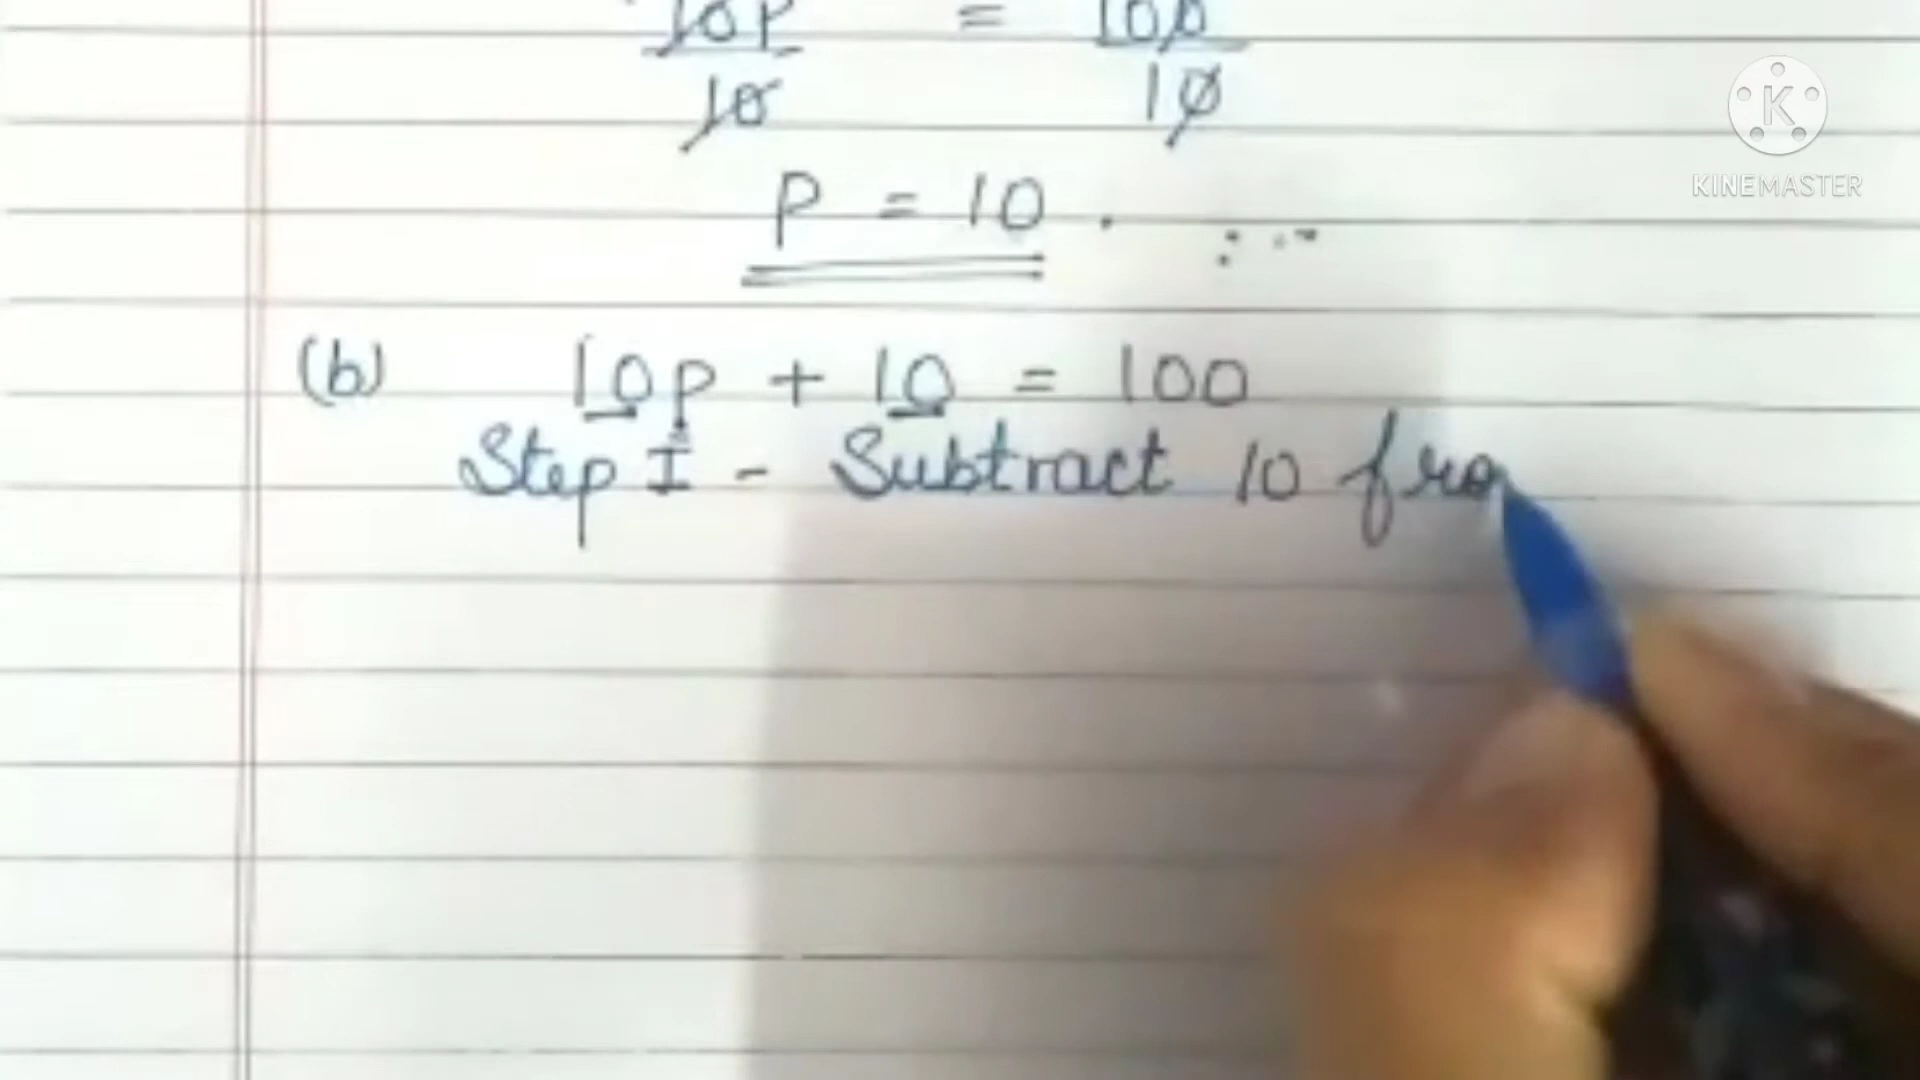 10p = 100
10 10
p = 10 .
(b) 10p + 10 = 100
Step I - Subtract 10 fro
KINEMASTER